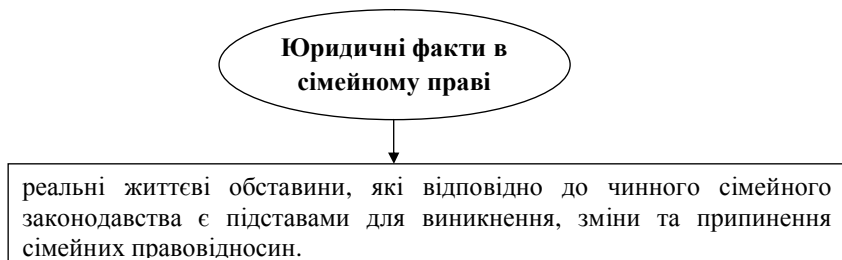 Юридичні факти в
сімейному праві
реальні життєві обставини, які відповідно до чинного сімейного
законодавства є підставами для виникнення, зміни та припинення
сімейних правовідносин.